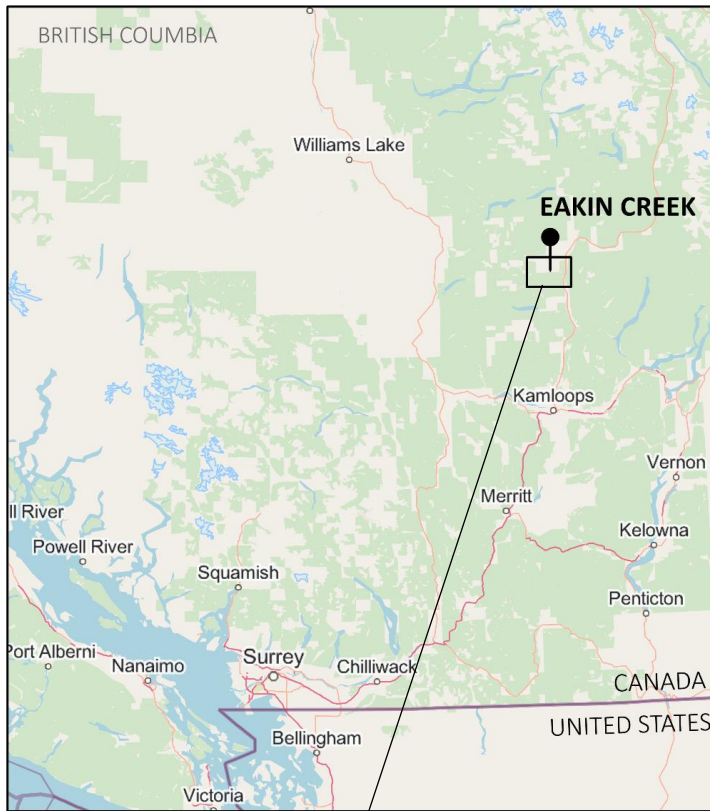 BRITISH COUMBIA
Williams Lake
EAKIN CREEK
Kamloops
Vernon
Merritt
ll River
Kelowna
Powell River
Squamish
Penticton
Port Alberni
Surrey
Nanaimo
Chilliwack
CANADA
UNITED STATES
Bellingham
Victoria